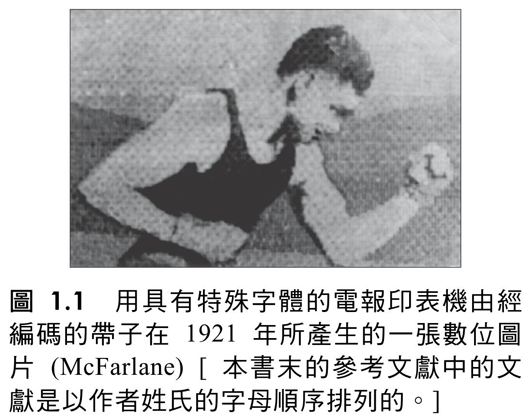 圖 1.1 用具有特殊字體的電報印表機由經
編碼的帶子在 1921 年所產生的一張數位圖
片 (McFarlane) [ 本書末的參考文獻中的文
獻是以作者姓氏的字母順序排列的。]